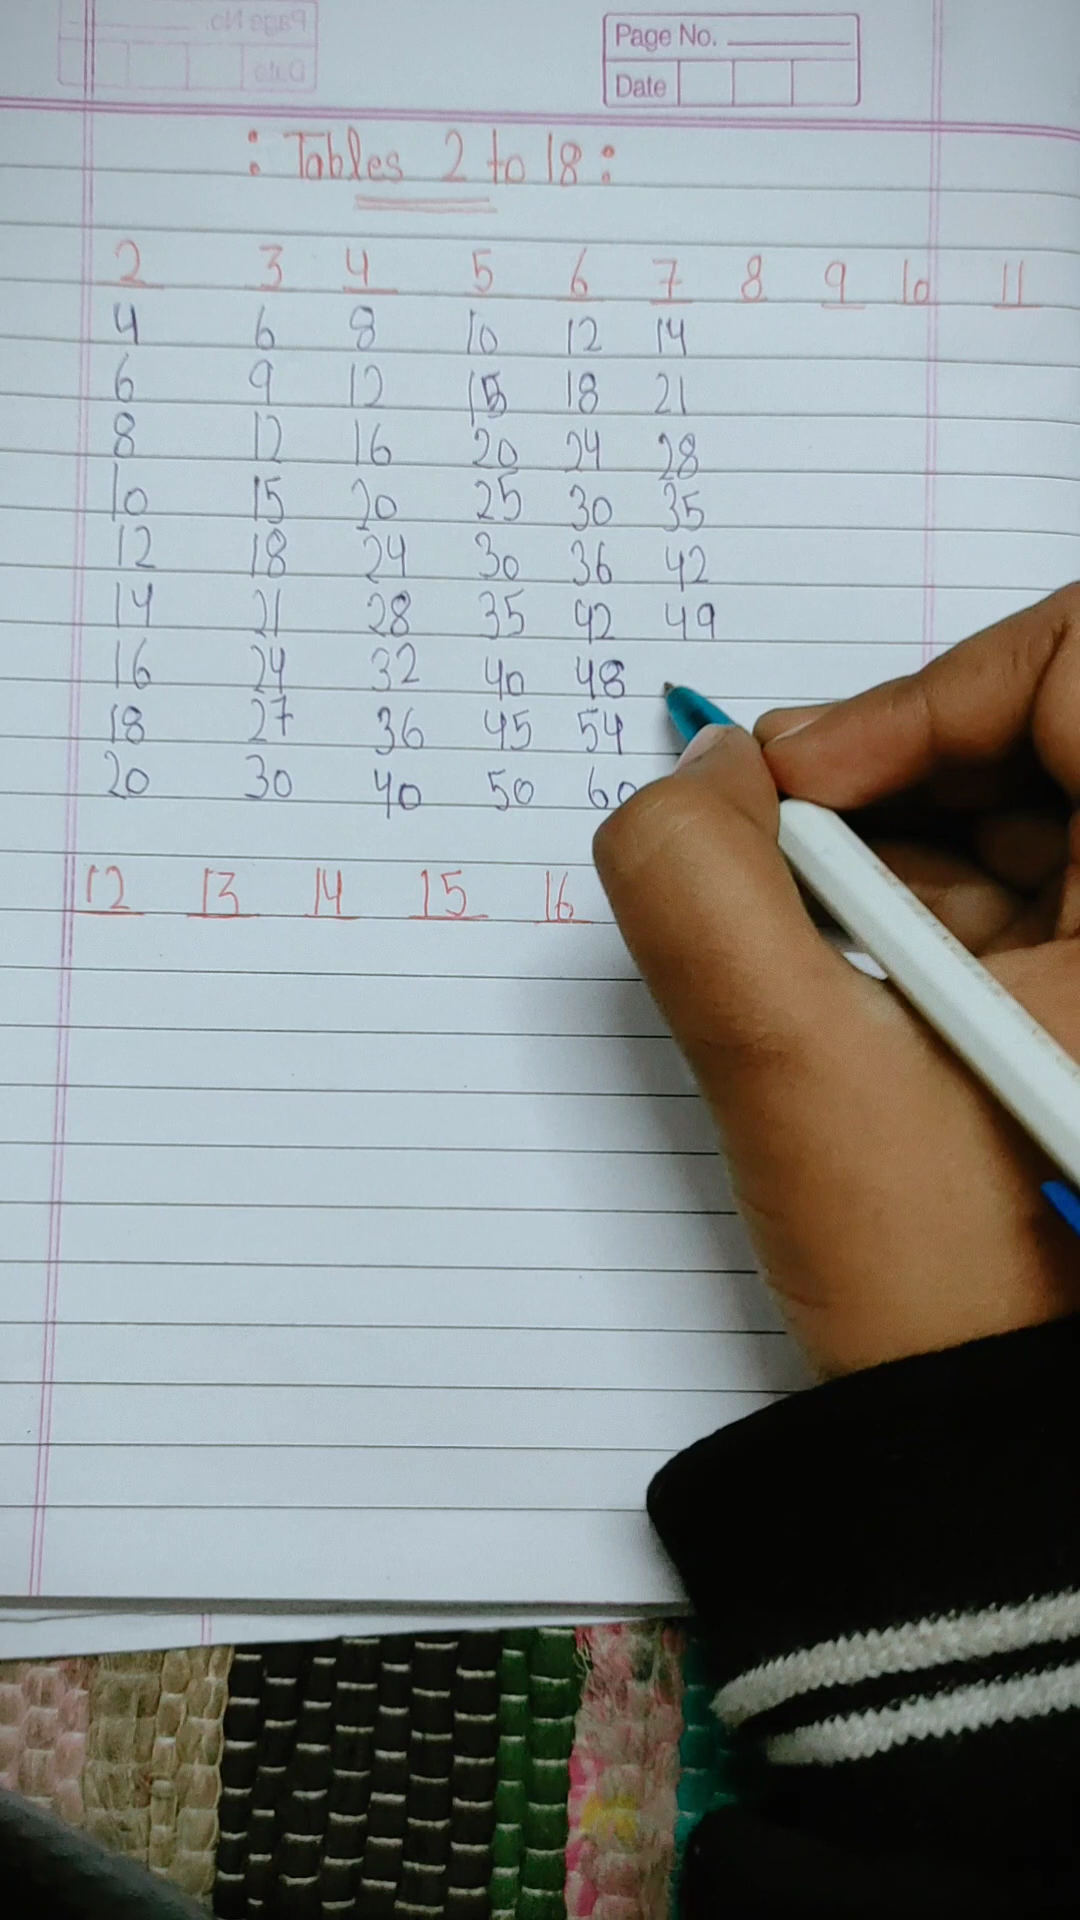 Page No.
Date
: Tables 2 to 18 :
2 3 4 5 6 7 8 9 10 11
4 6 8 10 12 14
6 9 12 15 18 21
8 12 16 20 24 28
10 15 20 25 30 35
12 18 24 30 36 42
14 21 28 35 42 49
16 24 32 40 48
18 27 36 45 54
20 30 40 50 60
12 13 14 15 16